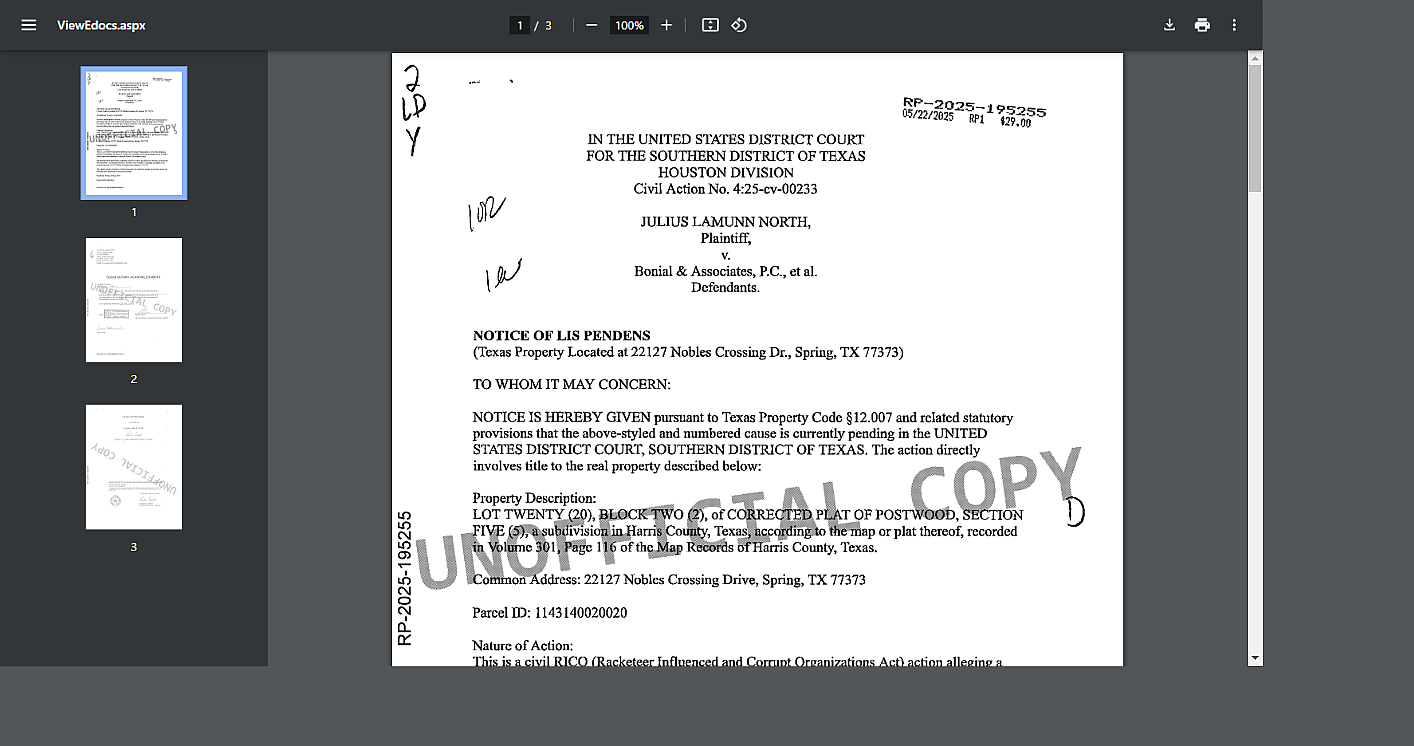 ViewEdocs.aspx
1 / 3
100%
2
LD
Y
RP-2025-195255
05/22/2025 RP1 $29.00
IN THE UNITED STATES DISTRICT COURT
FOR THE SOUTHERN DISTRICT OF TEXAS
HOUSTON DIVISION
Civil Action No. 4:25-cv-00233
JULIUS LAMUNN NORTH,
Plaintiff,
v.
Bonial & Associates, P.C., et al.
Defendants.
NOTICE OF LIS PENDENS
(Texas Property Located at 22127 Nobles Crossing Dr., Spring, TX 77373)
TO WHOM IT MAY CONCERN:
NOTICE IS HEREBY GIVEN pursuant to Texas Property Code §12.007 and related statutory
provisions that the above-styled and numbered cause is currently pending in the UNITED
STATES DISTRICT COURT, SOUTHERN DISTRICT OF TEXAS. The action directly
involves title to the real property described below:
Property Description:
LOT TWENTY (20), BLOCK TWO (2), of CORRECTED PLAT OF POSTWOOD, SECTION
FIVE (5), a subdivision in Harris County, Texas, according to the map or plat thereof, recorded
in Volume 301, Page 116 of the Map Records of Harris County, Texas.
D
UNOFFICIAL COPY
RP-2025-195255
Common Address: 22127 Nobles Crossing Drive, Spring, TX 77373
Parcel ID: 1143140020020
Nature of Action:
This is a civil RICO (Racketeer Influenced and Corrupt Organizations Act) action alleging a
UNOFFICIAL COPY
1
TEXAS NOTARY ACKNOWLEDGMENT
UNOFFICIAL COPY
2
UNOFFICIAL COPY
3